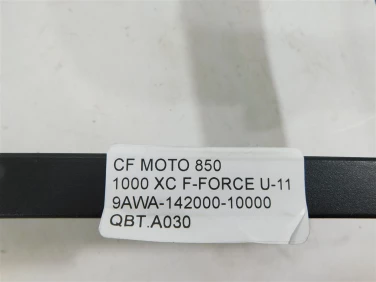 CF MOTO 850
1000 XC F-FORCE U-11
9AWA-142000-10000
QBT.A030